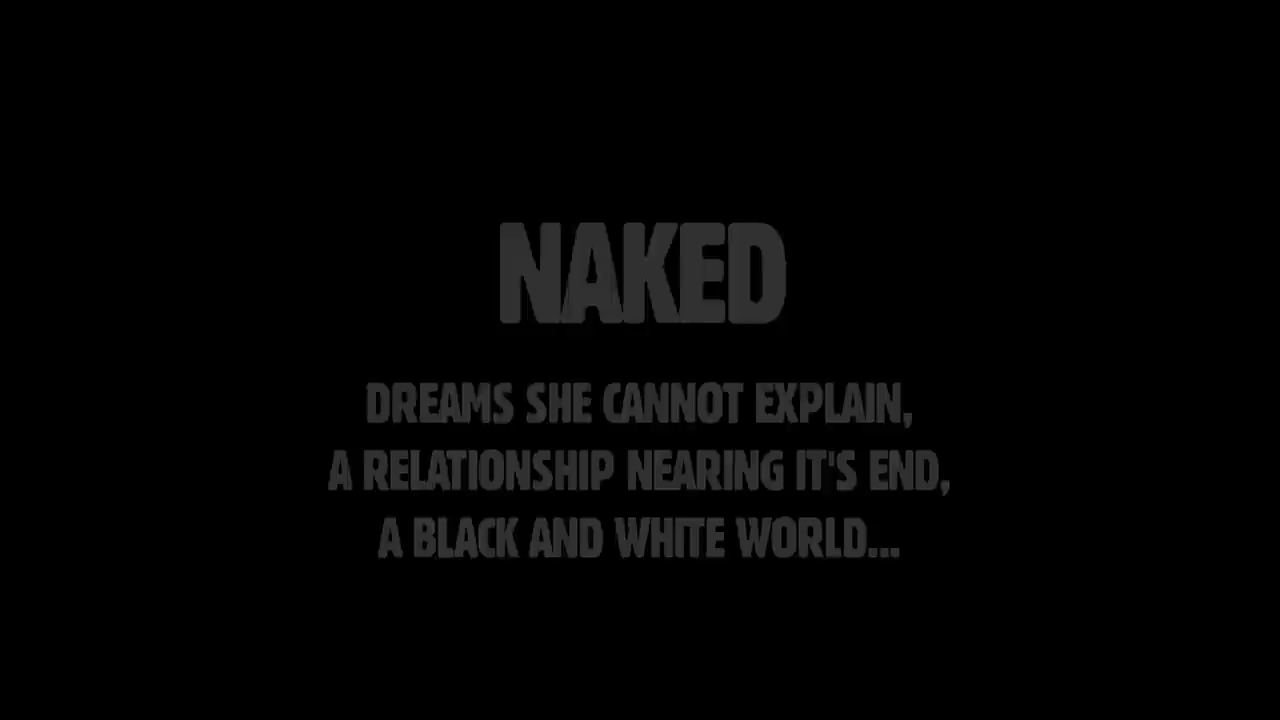 NAKED
DREAMS SHE CANNOT EXPLAIN,
A RELATIONSHIP NEARING IT'S END,
A BLACK AND WHITE WORLD...